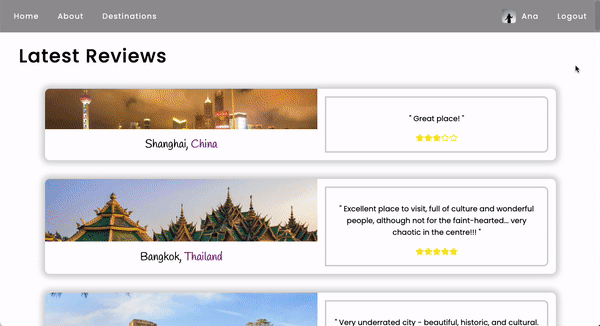 Home About Destinations Ana Logout
Latest Reviews
Shanghai, China
" Great place! "
Bangkok, Thailand
" Excellent place to visit, full of culture and wonderful
people, although not for the faint-hearted... very
chaotic in the centre!!! "
" Very underrated city - beautiful, historic, and cultural.